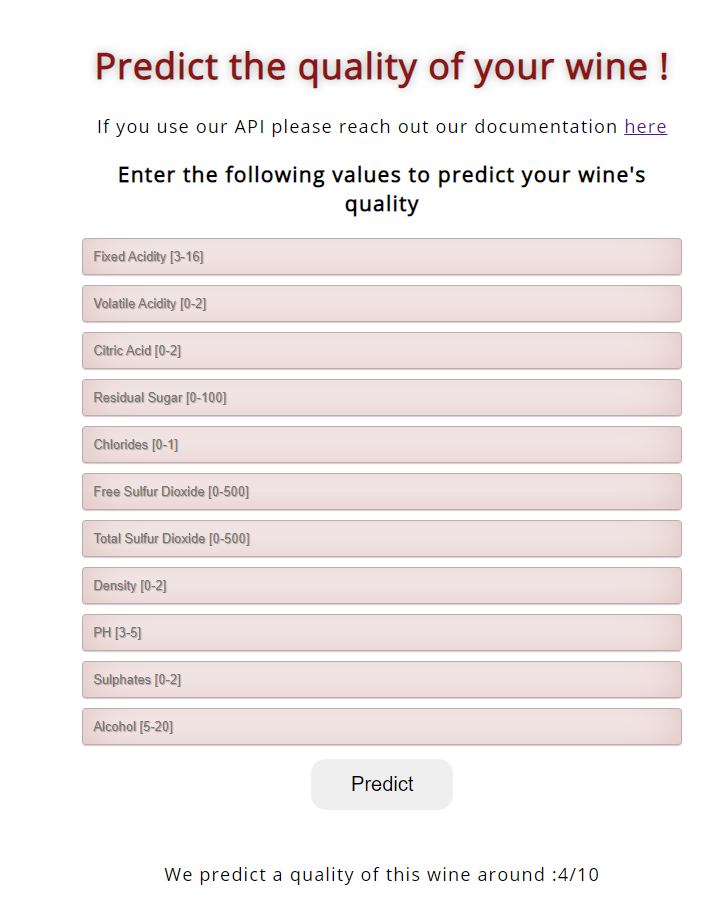 Predict the quality of your wine !
If you use our API please reach out our documentation here
Enter the following values to predict your wine's
quality
Fixed Acidity [3-16]
Volatile Acidity [0-2]
Citric Acid [0-2]
Residual Sugar [0-100]
Chlorides [0-1]
Free Sulfur Dioxide [0-500]
Total Sulfur Dioxide [0-500]
Density [0-2]
PH [3-5]
Sulphates [0-2]
Alcohol [5-20]
Predict
We predict a quality of this wine around :4/10